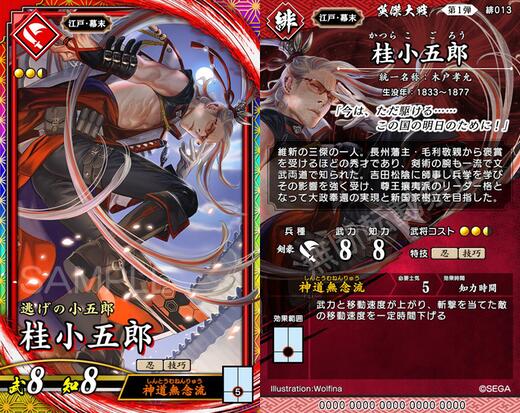 江戸・幕末
SAMPLE
逃げの小五郎
桂小五郎
忍 技巧
武8 知8
しんとうむねんりゅう
神道無念流
5
緋
江戸・幕末
英傑大戦
第1弾
緋013
かつら こ ご ろう
桂小五郎
統一名称:木戸孝允
生没年:1833~1877
「今は、ただ駆ける……
この国の明日のために!」
維新の三傑の一人。長州藩主・毛利敬親から褒賞
を受けるほどの秀才であり、剣術の腕も一流で文
武両道で知られた。吉田松陰に師事し兵学を学び
その影響を強く受け、尊王攘夷派のリーダー格と
なって大政奉還の実現と新国家樹立を目指した。
兵種 武力 知力 武将コスト
剣豪 8 8 特技 忍 技巧
しんとうむねんりゅう 必要士気 効果時間
神道無念流 5 知力時間
効果範囲
武力と移動速度が上がり、斬撃を当てた敵
の移動速度を一定時間下げる
Illustration:Wolfina
©SEGA
0000-0000-0000-0000-0000